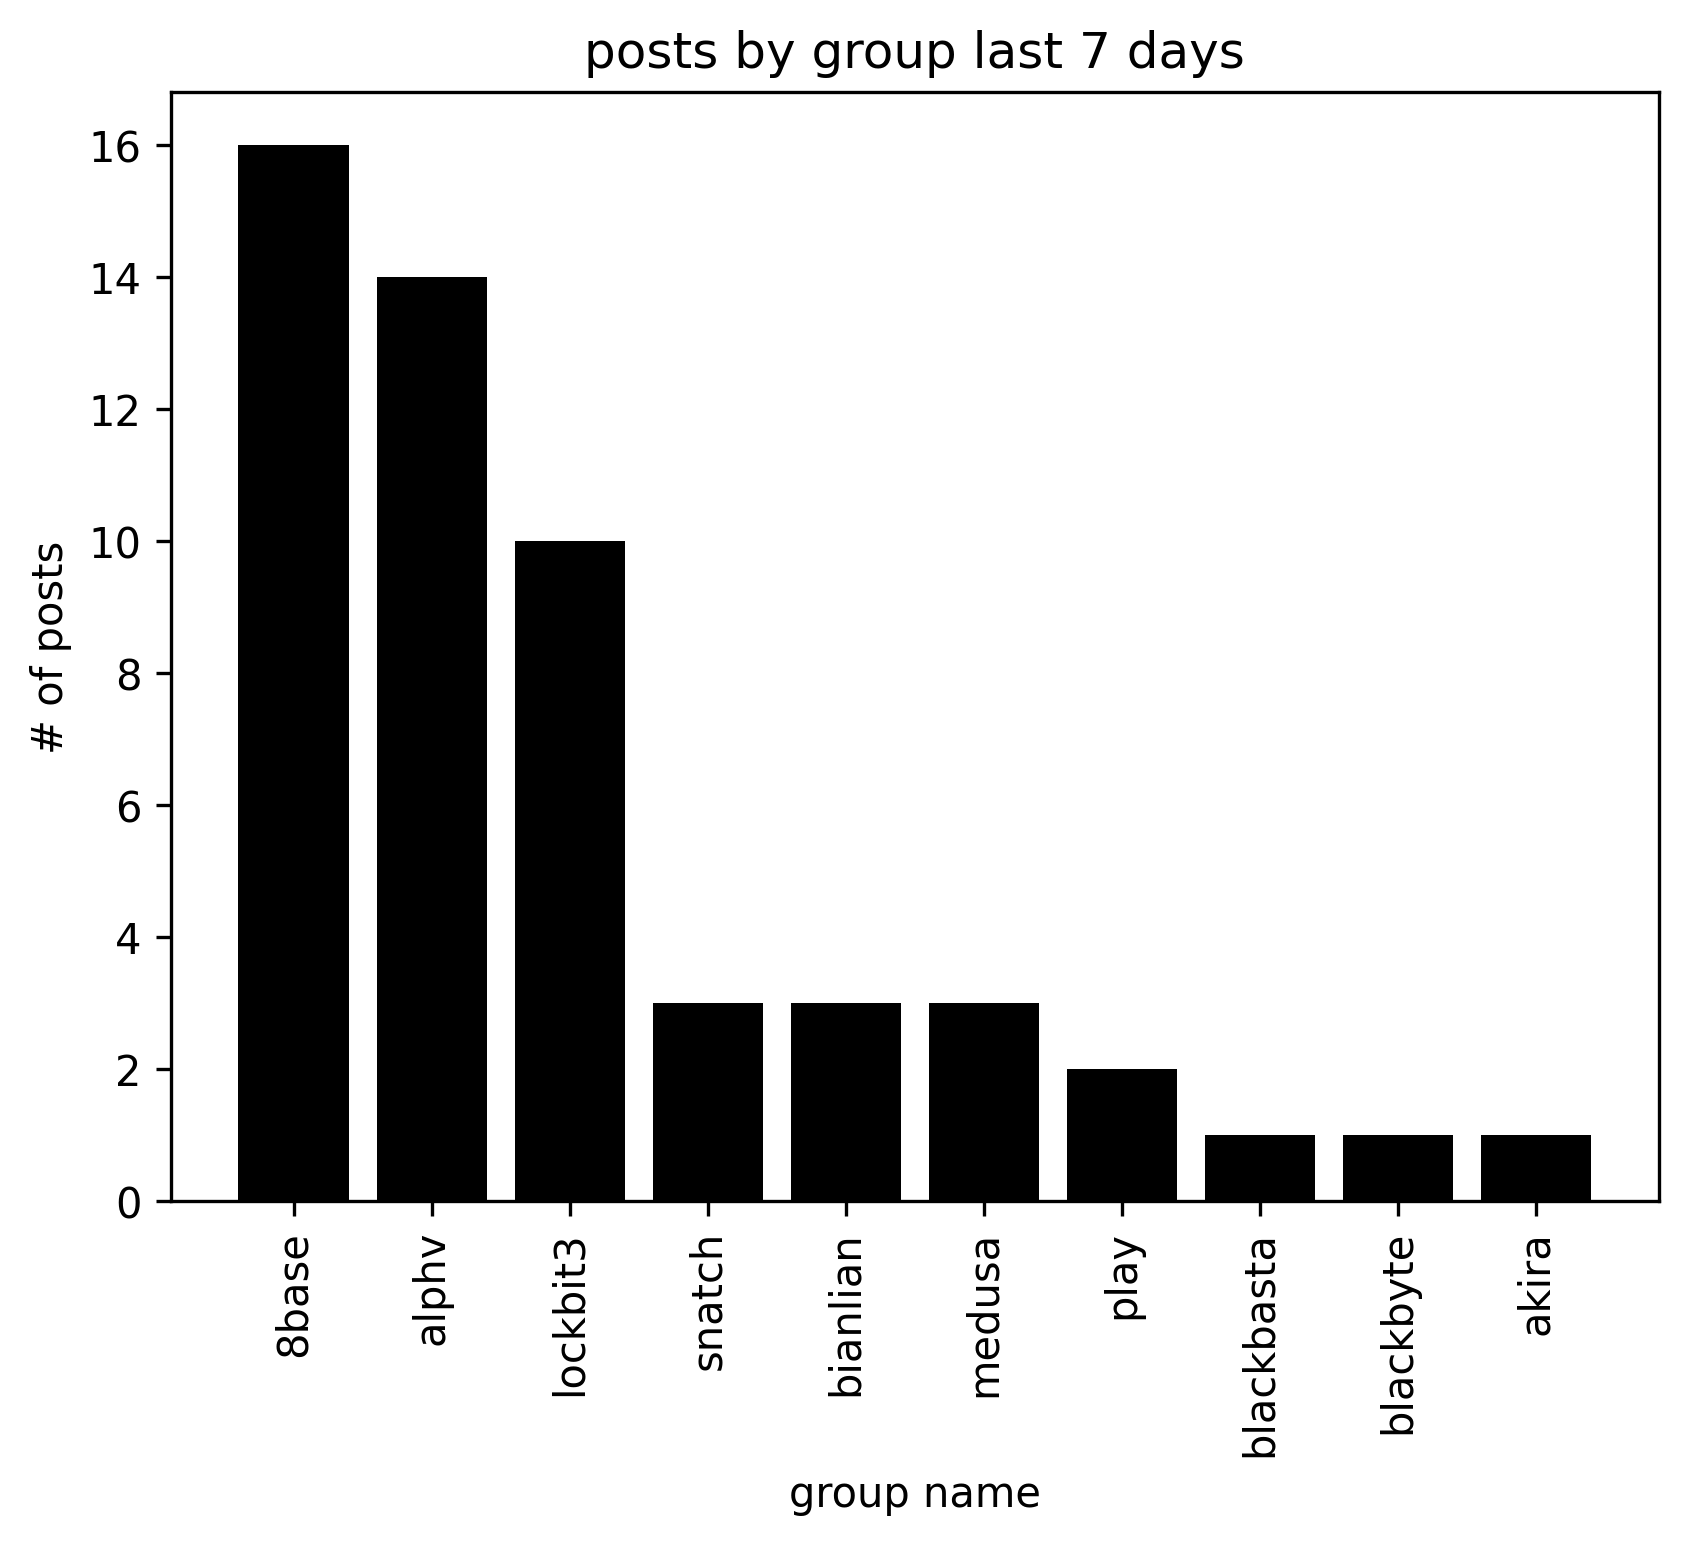 posts by group last 7 days
16
14
12
10
8
6
4
2
0
# of posts
8base
alphv
lockbit3
snatch
bianlian
medusa
play
blackbasta
blackbyte
akira
group name